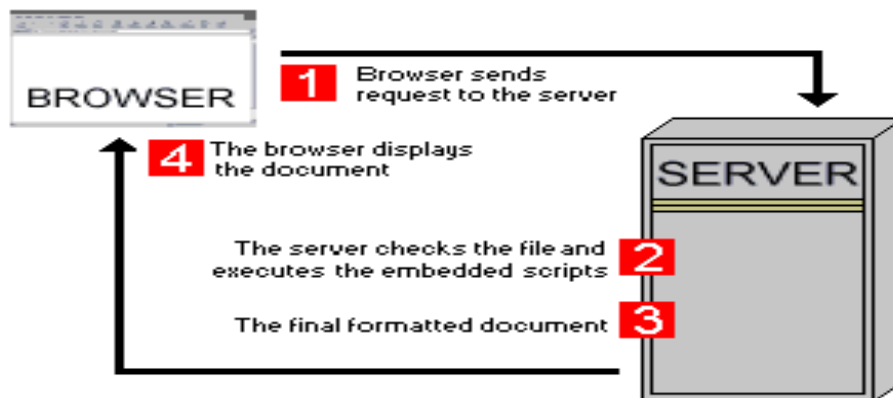 BROWSER
1
Browser sends
request to the server
4
The browser displays
the document
SERVER
The server checks the file and
executes the embedded scripts
2
The final formatted document
3